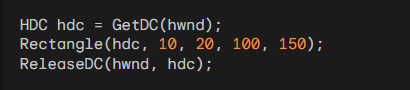 HDC hdc = GetDC(hwnd);
Rectangle(hdc, 10, 20, 100, 150);
ReleaseDC(hwnd, hdc);